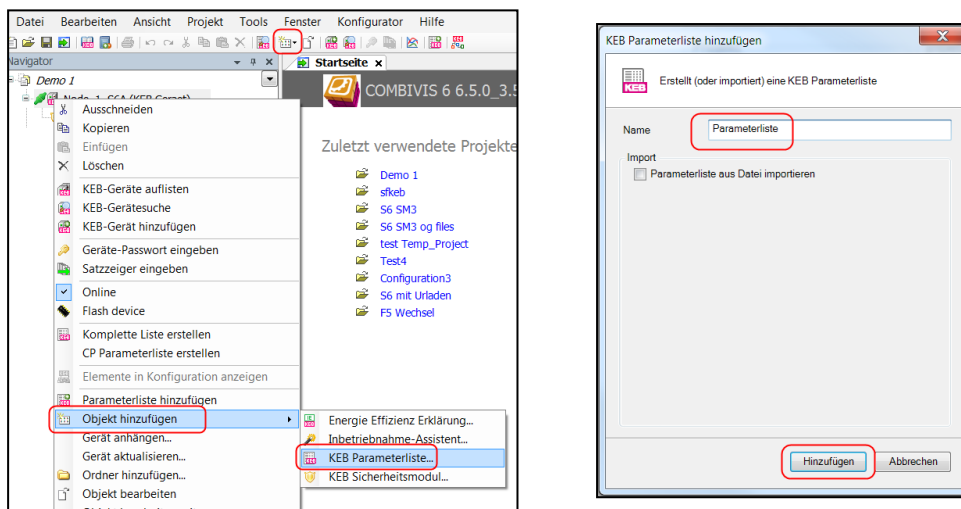 Datei Bearbeiten Ansicht Projekt Tools Fenster Konfigurator Hilfe
Navigator
Startseite x
Demo 1
COMBIVIS 6 6.5.0_3.5
Ausschneiden
Kopieren
Einfügen
Löschen
KEB-Geräte auflisten
KEB-Gerätesuche
KEB-Gerät hinzufügen
Geräte-Passwort eingeben
Satzzeiger eingeben
Online
Flash device
Komplette Liste erstellen
CP Parameterliste erstellen
Elemente in Konfiguration anzeigen
Parameterliste hinzufügen
Objekt hinzufügen
Gerät anhängen...
Gerät aktualisieren...
Ordner hinzufügen...
Objekt bearbeiten
Energie Effizienz Erklärung...
Inbetriebnahme-Assistent...
KEB Parameterliste...
KEB Sicherheitsmodul...
Zuletzt verwendete Projekte
Demo 1
sfkeb
S6 SM3
S6 SM3 og files
test Temp_Project
Test4
Configuration3
S6 mit Urladen
F5 Wechsel
KEB Parameterliste hinzufügen
KEB
Erstellt (oder importiert) eine KEB Parameterliste
Name
Parameterliste
Import
Parameterliste aus Datei importieren
Hinzufügen
Abbrechen